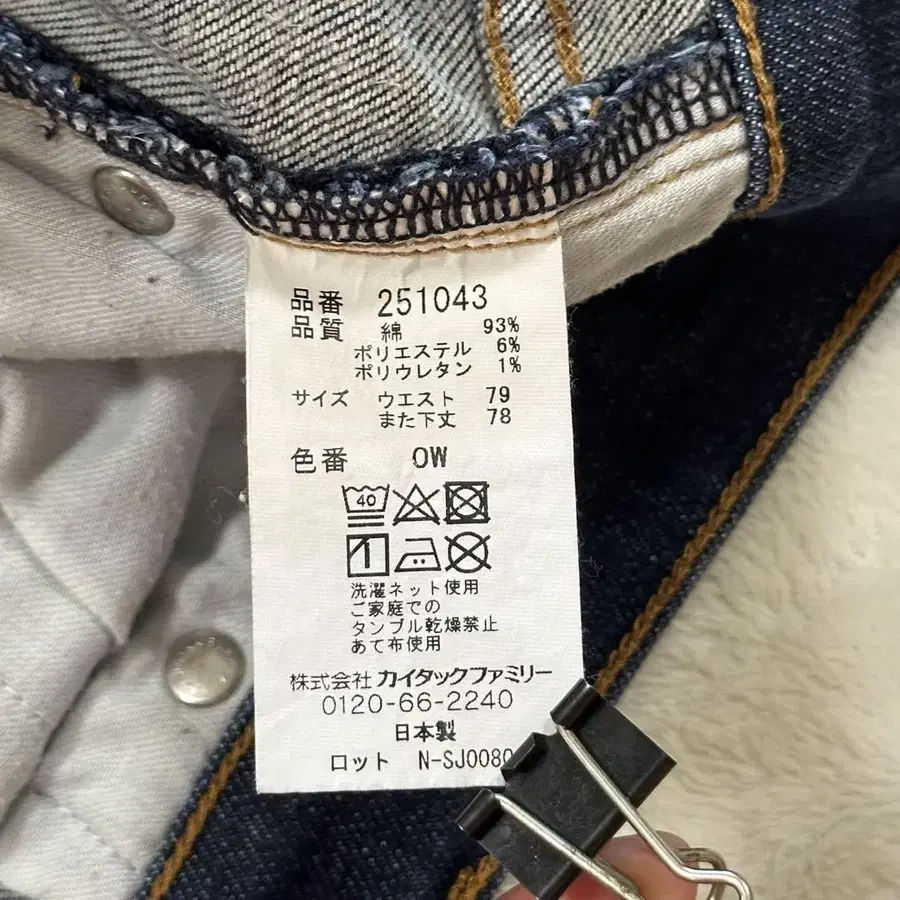 品番 251043
品質 綿 93%
ポリエステル 6%
ポリウレタン 1%
サイズ ウエスト 79
また下丈 78
色番 OW
40
洗濯ネット使用
ご家庭での
タンブル乾燥禁止
あて布使用
株式会社 カイタックファミリー
0120-66-2240
日本製
ロット N-SJ0080